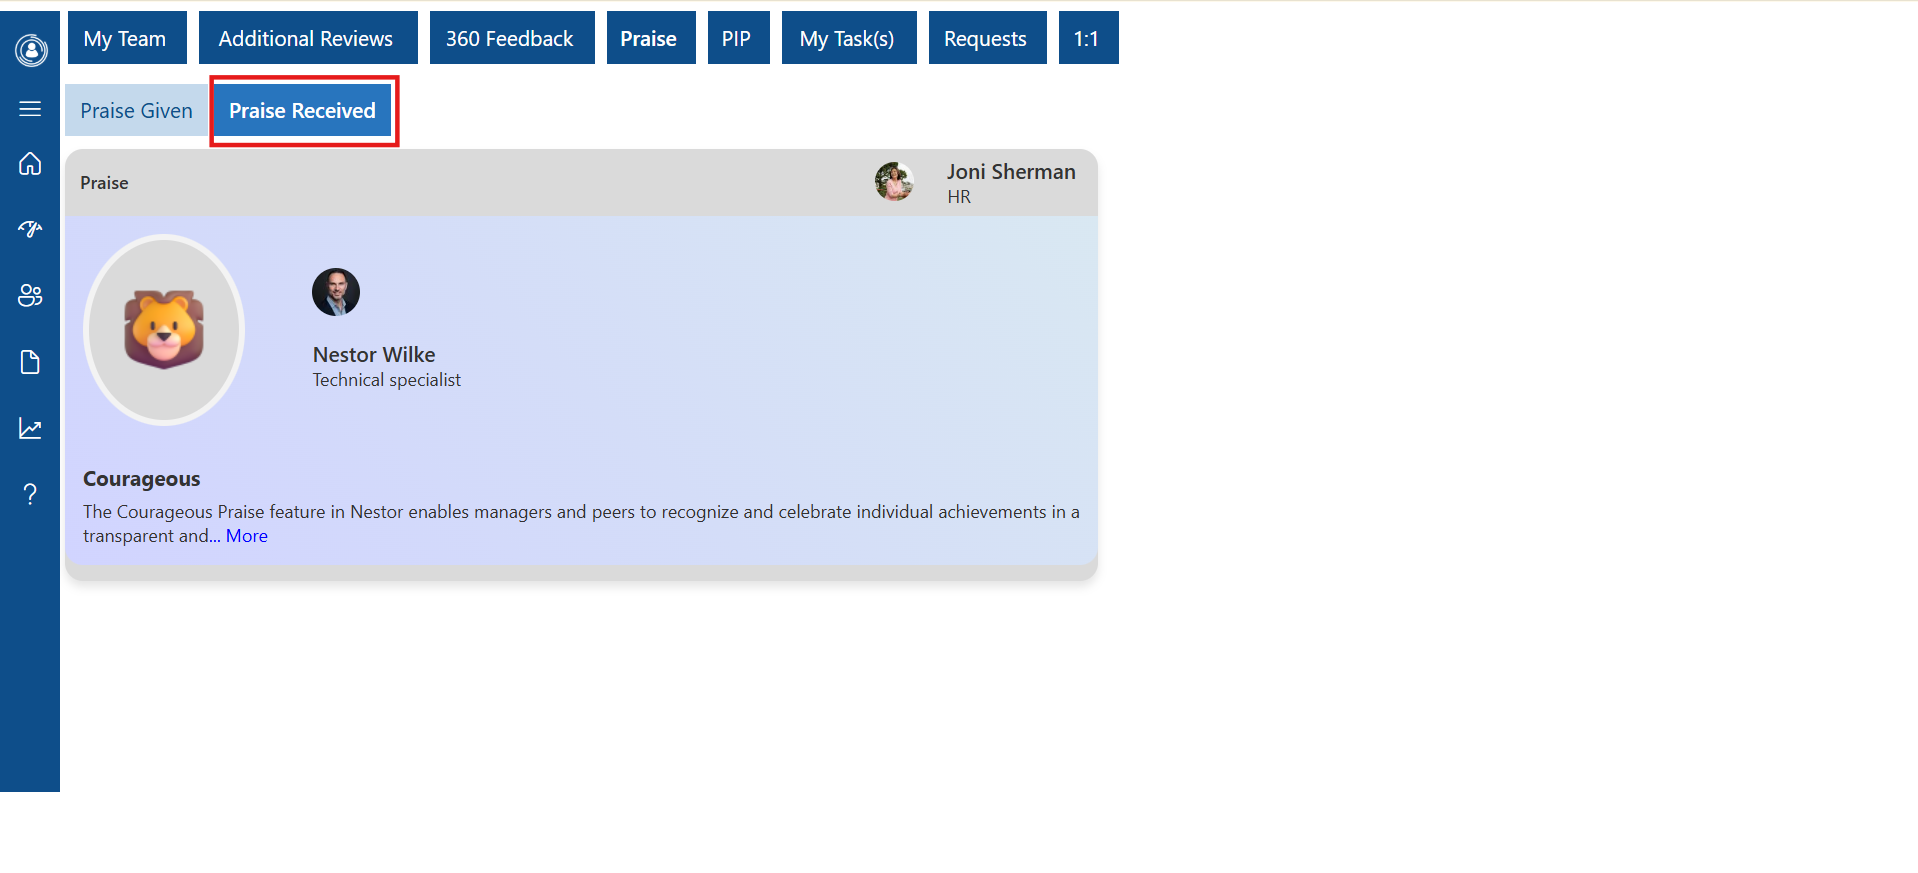 My Team
Additional Reviews
360 Feedback
Praise
PIP
My Task(s)
Requests
1:1
Praise Given
Praise Received
Praise
Joni Sherman
HR
Nestor Wilke
Technical specialist
Courageous
The Courageous Praise feature in Nestor enables managers and peers to recognize and celebrate individual achievements in a
transparent and... More